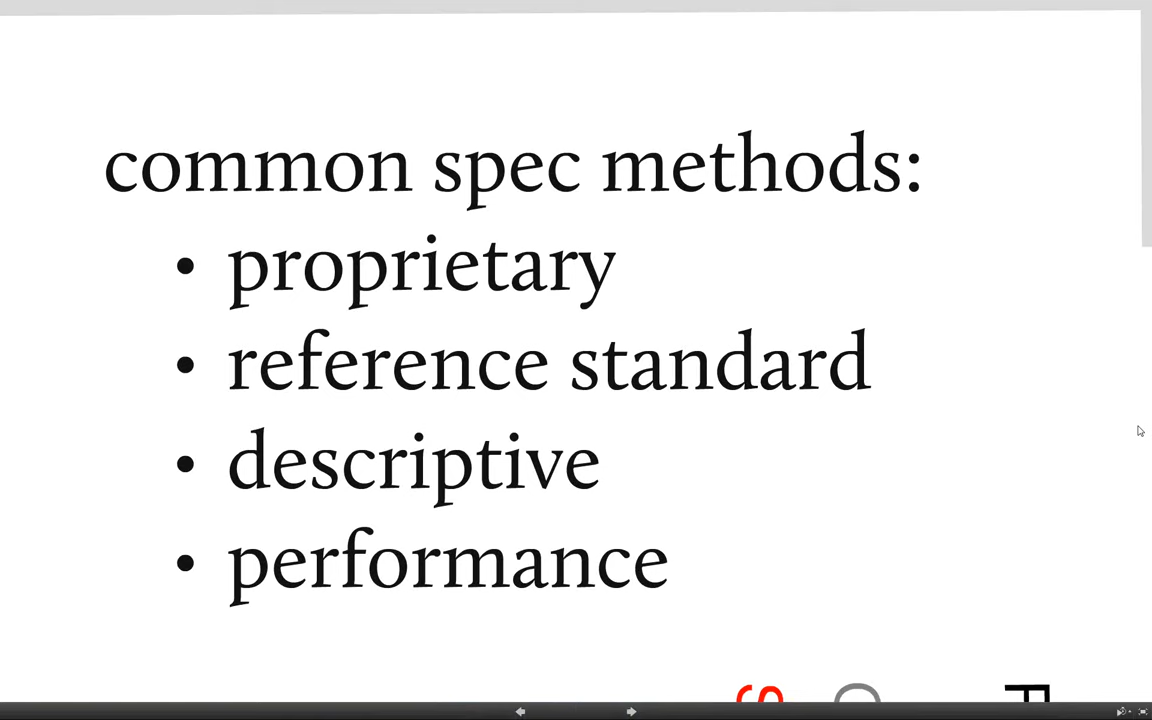 common spec methods:
• proprietary
• reference standard
• descriptive
• performance